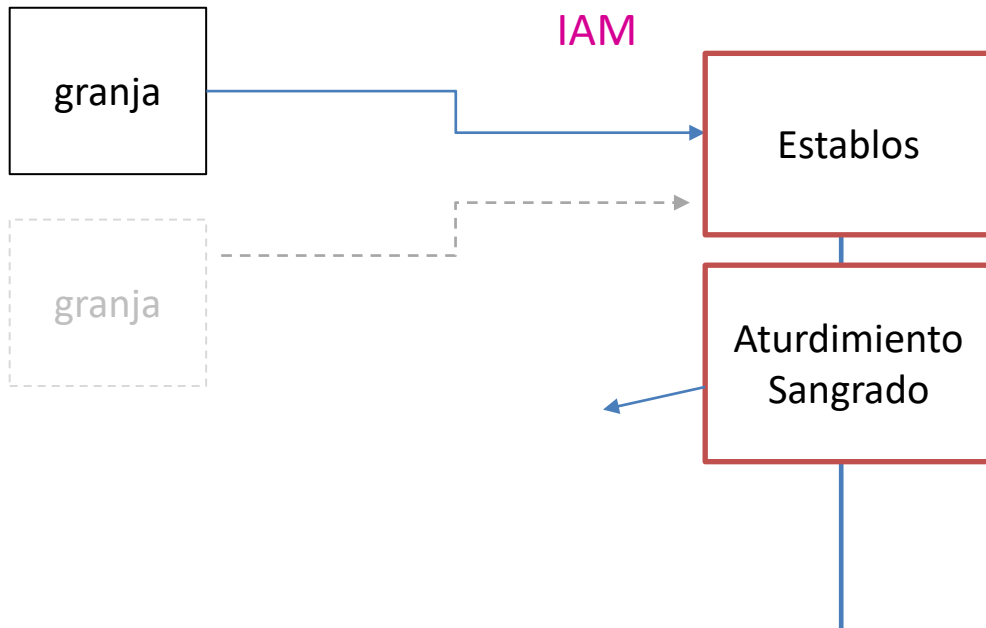 IAM
granja
Establos
granja
Aturdimiento
Sangrado